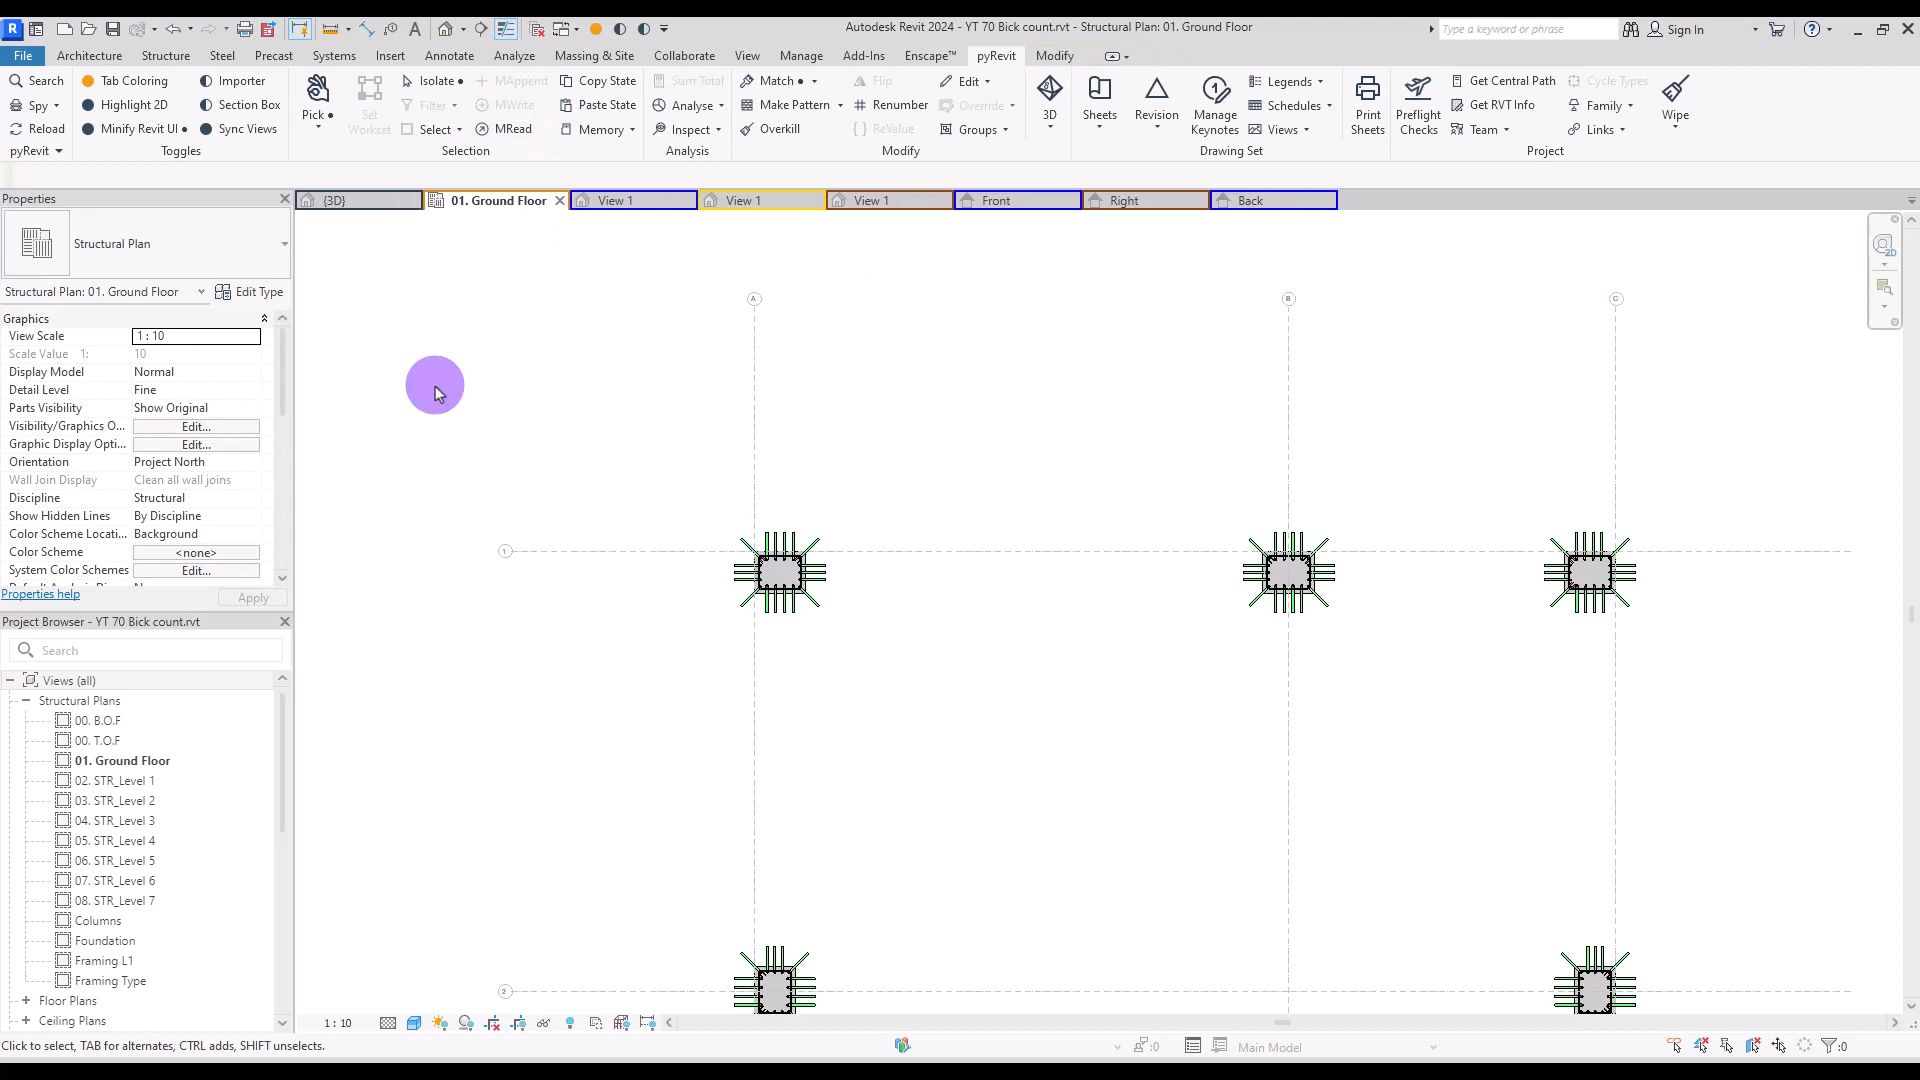 R
Autodesk Revit 2024 - YT 70 Bick count.rvt - Structural Plan: 01. Ground Floor
Type a keyword or phrase
Sign In
File Architecture Structure Steel Precast Systems Insert Annotate Analyze Massing & Site Collaborate View Manage Add-Ins Enscape™ pyRevit Modify
Search Tab Coloring Importer Isolate MAppend Copy State Sum Total Match Flip Edit Legends Get Central Path Cycle Types
Spy Highlight 2D Section Box Filter MWrite Paste State Analyse Make Pattern Renumber Override Schedules Get RVT Info Family
Pick Set Workset 3D Sheets Revision Manage Keynotes Print Sheets Preflight Checks Wipe
Reload Minify Revit UI Sync Views Select MRead Memory Inspect Overkill ReValue Groups Views Team Links
pyRevit Toggles Selection Analysis Modify Drawing Set Project
Properties
{3D} 01. Ground Floor View 1 View 1 View 1 Front Right Back
Structural Plan
Structural Plan: 01. Ground Floor Edit Type
Graphics
View Scale 1 : 10
Scale Value 1: 10
Display Model Normal
Detail Level Fine
Parts Visibility Show Original
Visibility/Graphics O... Edit...
Graphic Display Opti... Edit...
Orientation Project North
Wall Join Display Clean all wall joins
Discipline Structural
Show Hidden Lines By Discipline
Color Scheme Locati... Background
Color Scheme <none>
System Color Schemes Edit...
Properties help Apply
Project Browser - YT 70 Bick count.rvt
Search
Views (all)
Structural Plans
00. B.O.F
00. T.O.F
01. Ground Floor
02. STR_Level 1
03. STR_Level 2
04. STR_Level 3
05. STR_Level 4
06. STR_Level 5
07. STR_Level 6
08. STR_Level 7
Columns
Foundation
Framing L1
Framing Type
Floor Plans
Ceiling Plans
A B C
1
2
2D
1 : 10
Click to select, TAB for alternates, CTRL adds, SHIFT unselects.
:0
Main Model
:0